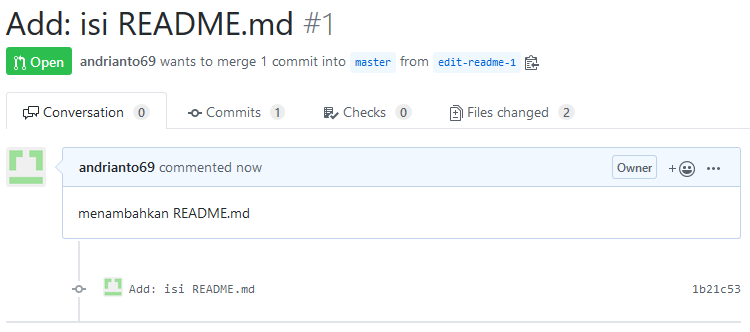 Add: isi README.md #1
Open andrianto69 wants to merge 1 commit into master from edit-readme-1
Conversation 0 Commits 1 Checks 0 Files changed 2
andrianto69 commented now Owner
menambahkan README.md
Add: isi README.md 1b21c53